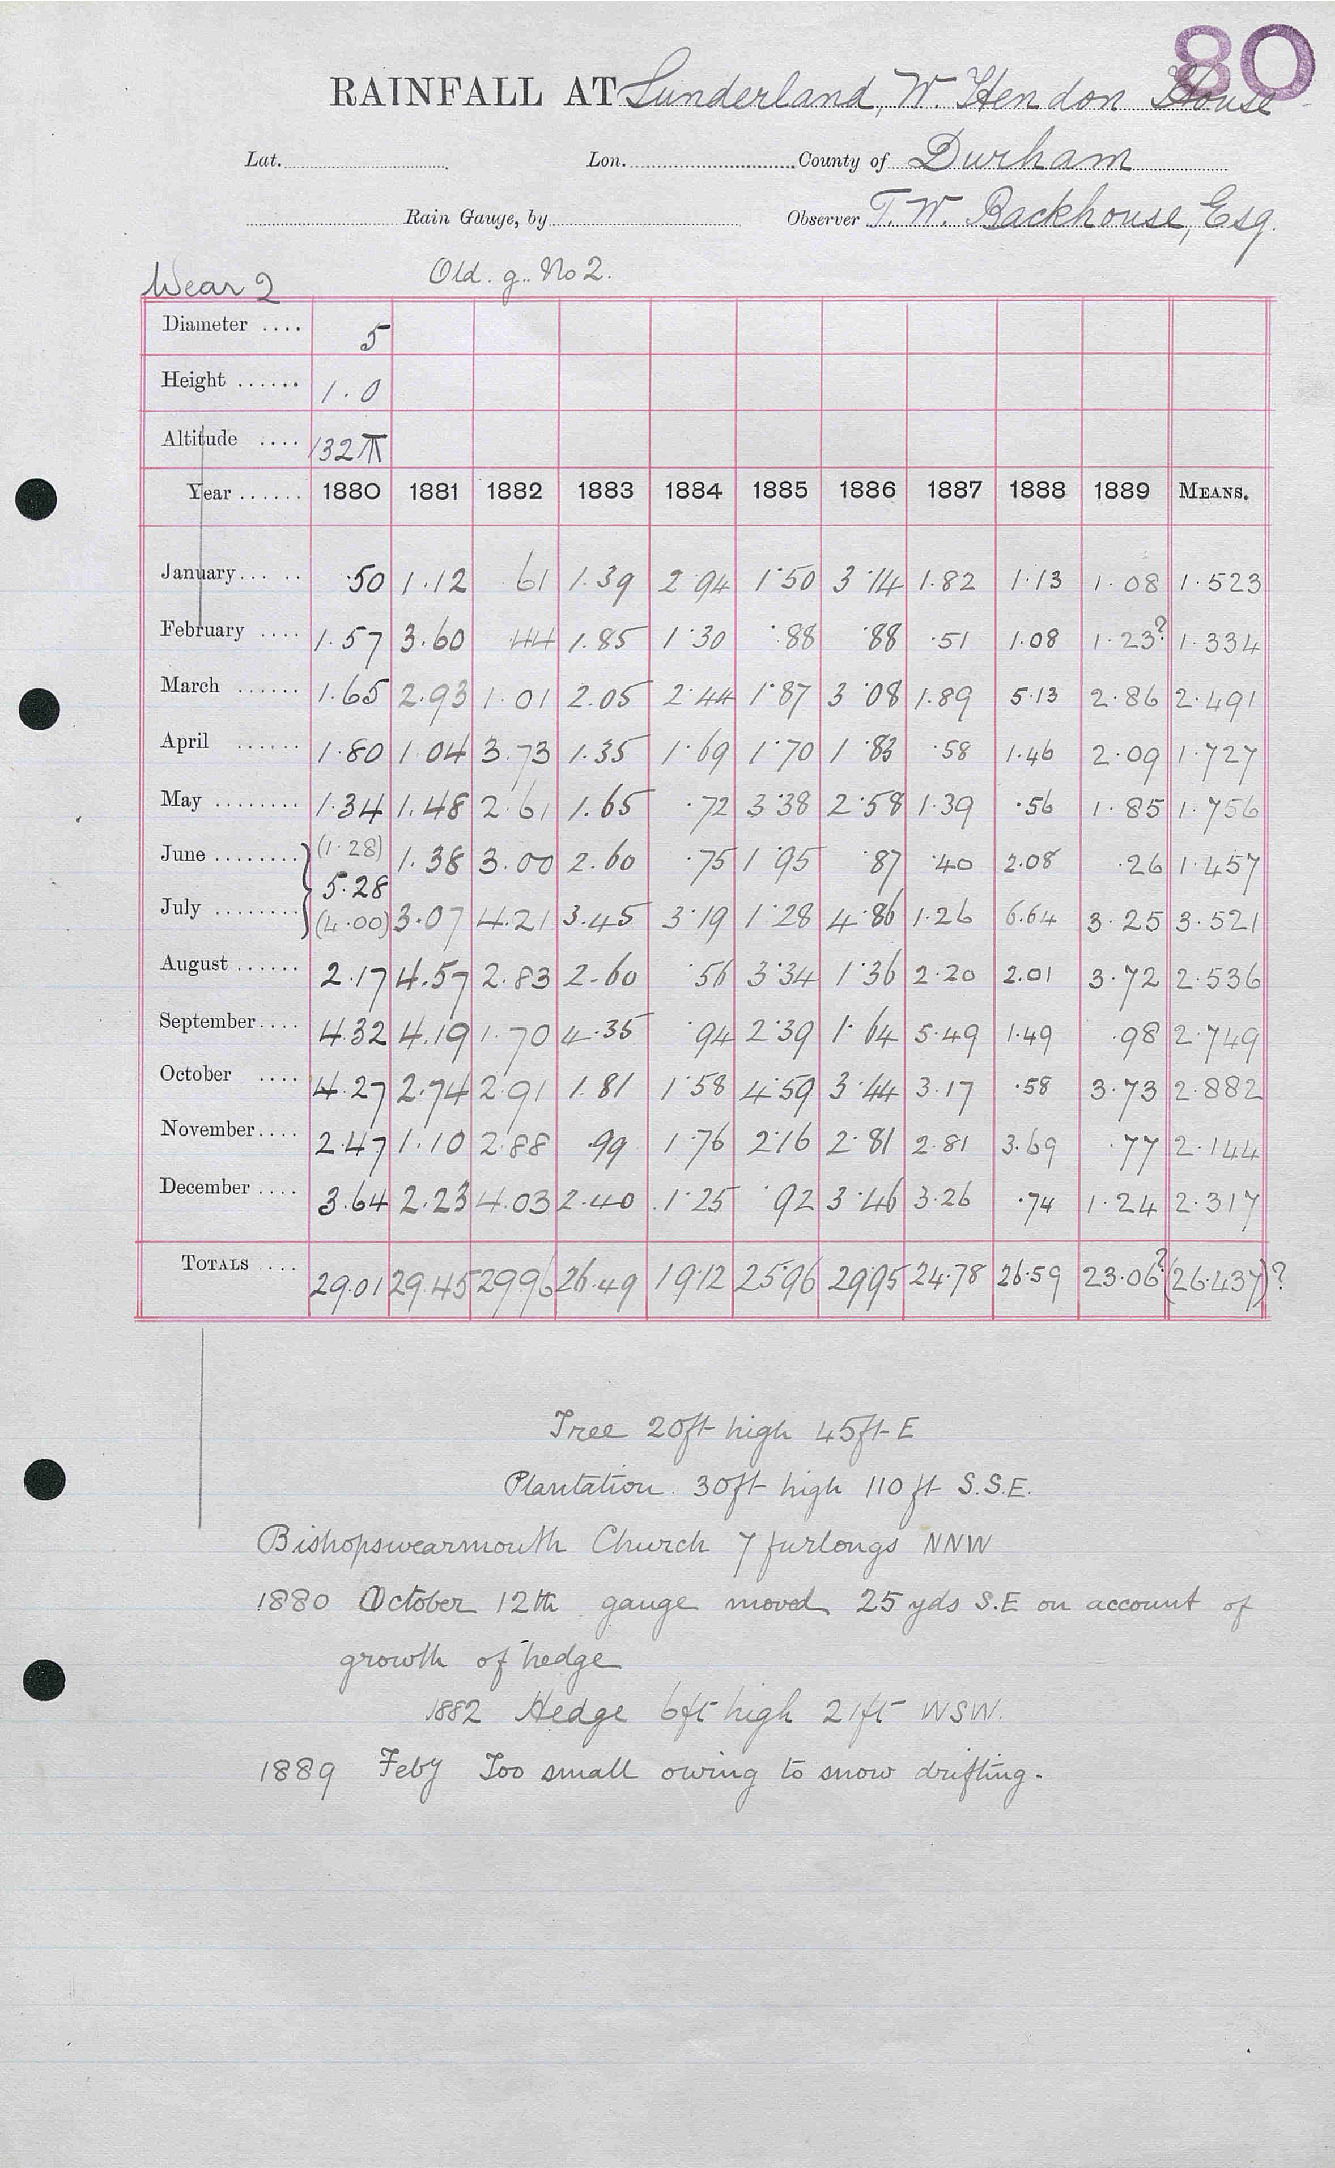 80
RAINFALL AT Sunderland, W. Hendon House
Lat. Lon. County of Durham
Rain Gauge, by Observer T. W. Backhouse, Esq.
Wear 2 Old. g. No 2.
Diameter .... 5
Height ...... 1.0
Altitude .... 132
Year ...... 1880 1881 1882 1883 1884 1885 1886 1887 1888 1889 MEANS.
January... .. .50 1.12 .61 1.39 2.94 1.50 3.14 1.82 1.13 1.08 1.523
February .... 1.57 3.60 .44 1.85 1.30 .88 .88 .51 1.08 1.23? 1.334
March ...... 1.65 2.93 1.01 2.05 2.44 1.87 3.08 1.89 5.13 2.86 2.491
April ...... 1.80 1.04 3.73 1.35 1.69 1.70 1.83 .58 1.46 2.09 1.727
May ........ 1.34 1.48 2.61 1.65 .72 3.38 2.58 1.39 .56 1.85 1.756
June ........ (1.28) 1.38 3.00 2.60 .75 1.95 .87 .40 2.08 .26 1.457
5.28
July ........ (4.00) 3.07 4.21 3.45 3.19 1.28 4.86 1.26 6.64 3.25 3.521
August ...... 2.17 4.57 2.83 2.60 .56 3.34 1.36 2.20 2.01 3.72 2.536
September.... 4.32 4.19 1.70 4.35 .94 2.39 1.64 5.49 1.49 .98 2.749
October .... 4.27 2.74 2.91 1.81 1.58 4.59 3.44 3.17 .58 3.73 2.882
November.... 2.47 1.10 2.88 .99 1.76 2.16 2.81 2.81 3.69 .77 2.144
December .... 3.64 2.23 4.03 2.40 1.25 .92 3.46 3.26 .74 1.24 2.317
TOTALS .... 29.01 29.45 29.96 26.49 19.12 25.96 29.95 24.78 26.59 23.06? (26.437)?
Tree 20ft high 45ft E
Plantation 30ft high 110 ft S.S.E.
Bishopswearmouth Church 7 furlongs NNW
1880 October 12th gauge moved 25 yds S.E on account of
growth of hedge
1882 Hedge 6ft high 21ft WSW.
1889 Feby Too small owing to snow drifting.